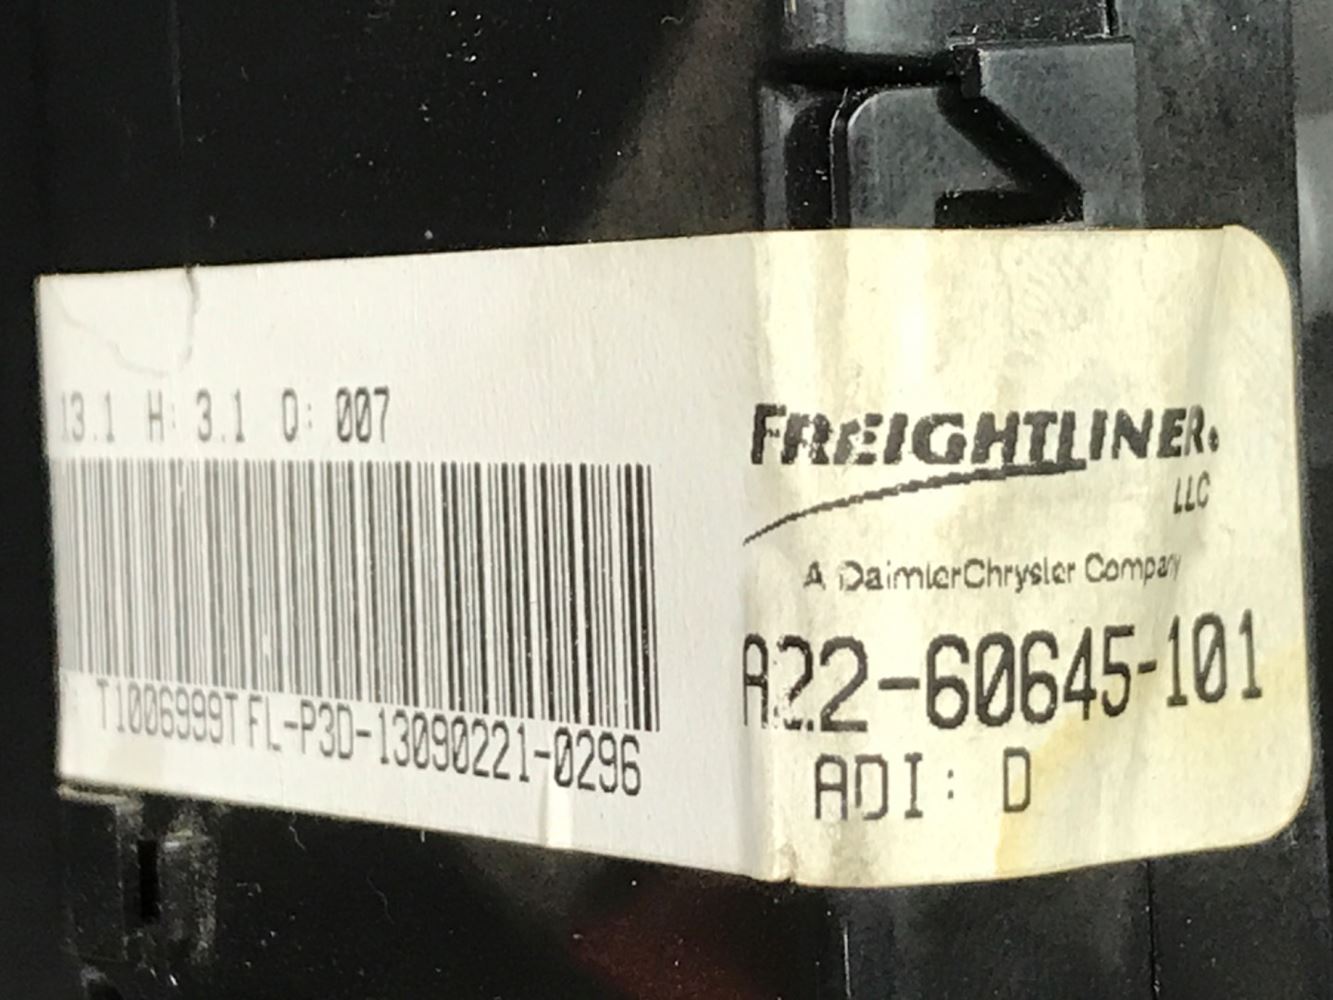 13.1 H: 3.1 O: 007
T1006999T FL-P3D-13090221-0296
FREIGHTLINER
LLC
A DaimlerChrysler Company
A22-60645-101
ADI: D